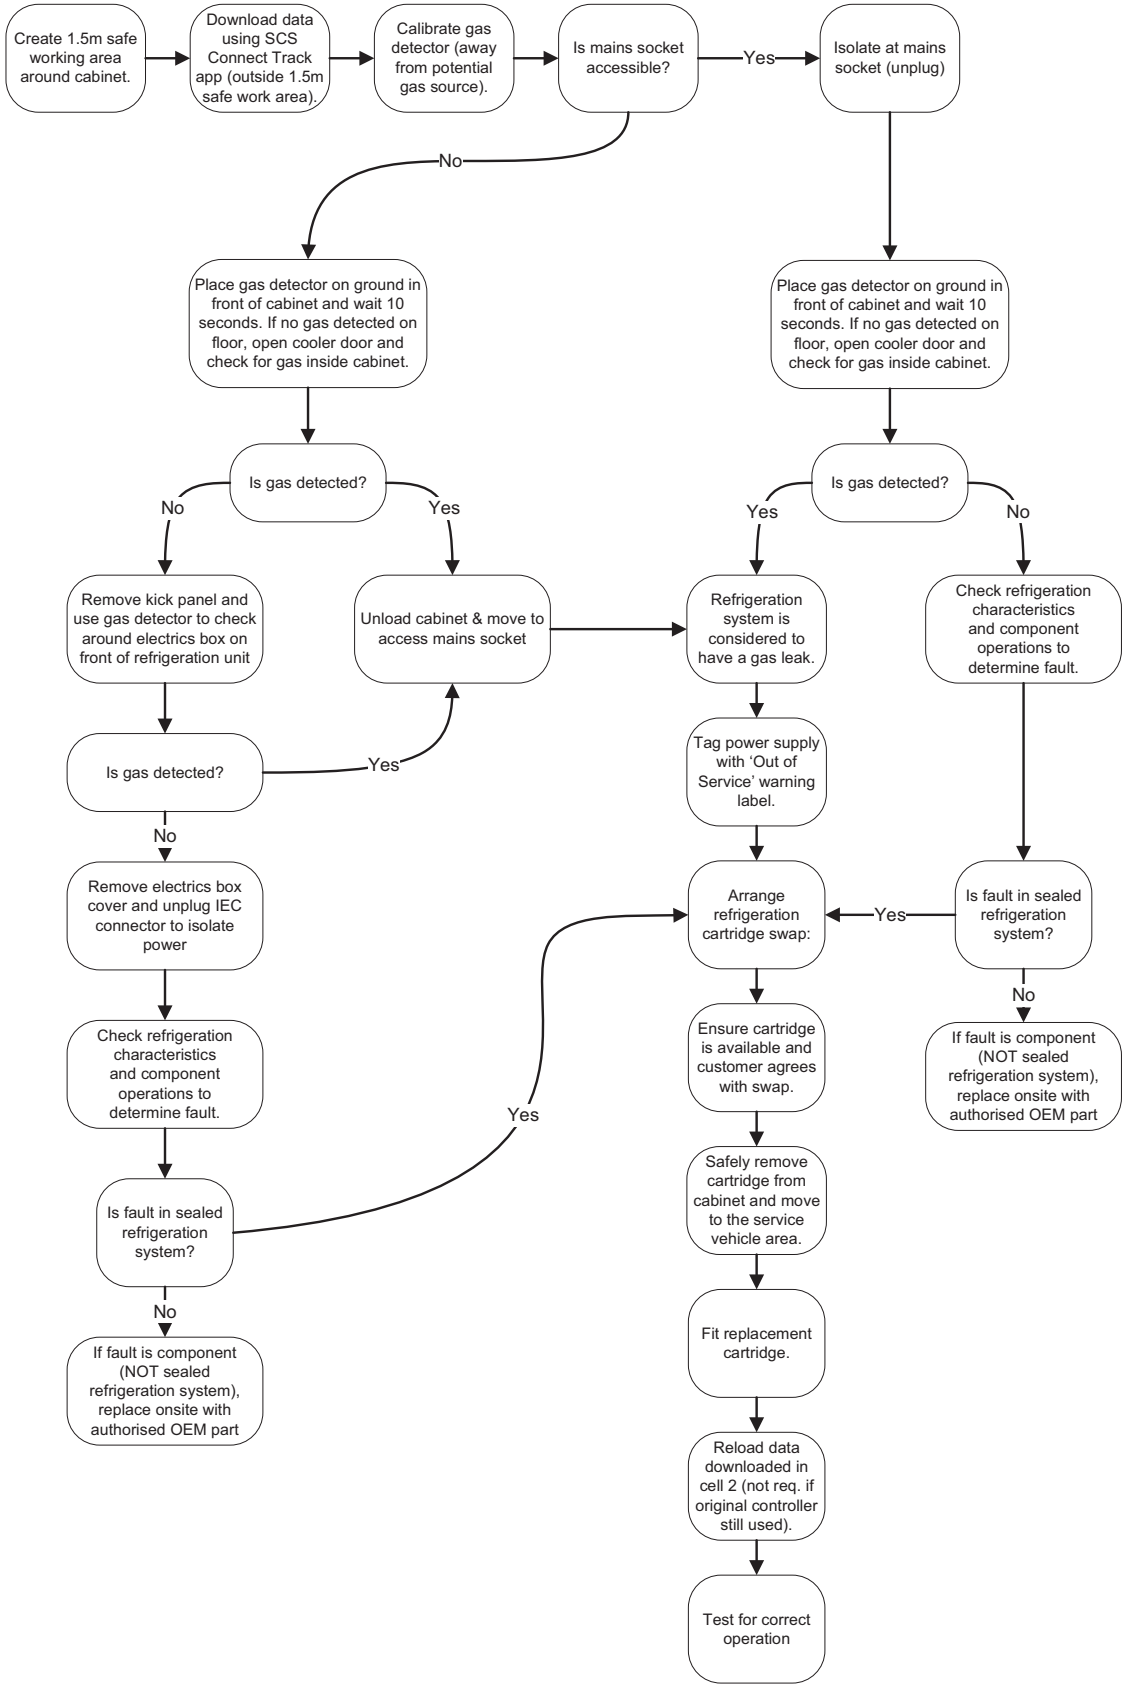 Create 1.5m safe
working area
around cabinet.
Download data
using SCS
Connect Track
app (outside 1.5m
safe work area).
Calibrate gas
detector (away
from potential
gas source).
Is mains socket
accessible?
Yes
Isolate at mains
socket (unplug)
No
Place gas detector on ground in
front of cabinet and wait 10
seconds. If no gas detected on
floor, open cooler door and
check for gas inside cabinet.
Place gas detector on ground in
front of cabinet and wait 10
seconds. If no gas detected on
floor, open cooler door and
check for gas inside cabinet.
Is gas detected?
No
Yes
Is gas detected?
Yes
No
Remove kick panel and
use gas detector to check
around electrics box on
front of refrigeration unit
Unload cabinet & move to
access mains socket
Refrigeration
system is
considered to
have a gas leak.
Check refrigeration
characteristics
and component
operations to
determine fault.
Is gas detected?
Yes
Tag power supply
with ‘Out of
Service’ warning
label.
No
Remove electrics box
cover and unplug IEC
connector to isolate
power
Arrange
refrigeration
cartridge swap:
Yes
Is fault in sealed
refrigeration
system?
No
Check refrigeration
characteristics
and component
operations to
determine fault.
Ensure cartridge
is available and
customer agrees
with swap.
If fault is component
(NOT sealed
refrigeration system),
replace onsite with
authorised OEM part
Yes
Is fault in sealed
refrigeration
system?
Safely remove
cartridge from
cabinet and move
to the service
vehicle area.
No
If fault is component
(NOT sealed
refrigeration system),
replace onsite with
authorised OEM part
Fit replacement
cartridge.
Reload data
downloaded in
cell 2 (not req. if
original controller
still used).
Test for correct
operation